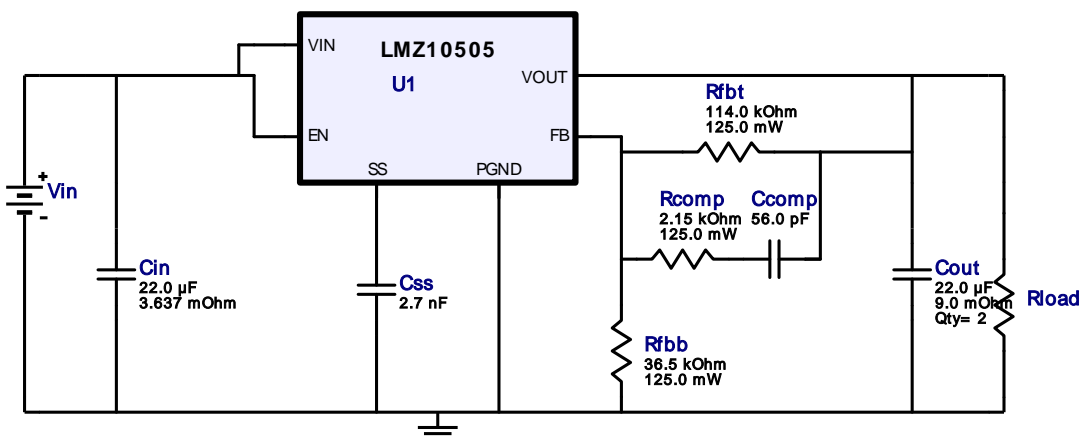 VIN
LMZ10505
U1
VOUT
FB
EN
SS
PGND
+
Vin
-
Cin
22.0 µF
3.637 mOhm
Css
2.7 nF
Rfbt
114.0 kOhm
125.0 mW
Rcomp
2.15 kOhm
125.0 mW
Ccomp
56.0 pF
Rfbb
36.5 kOhm
125.0 mW
Cout
22.0 µF
9.0 mOhm
Qty= 2
Rload